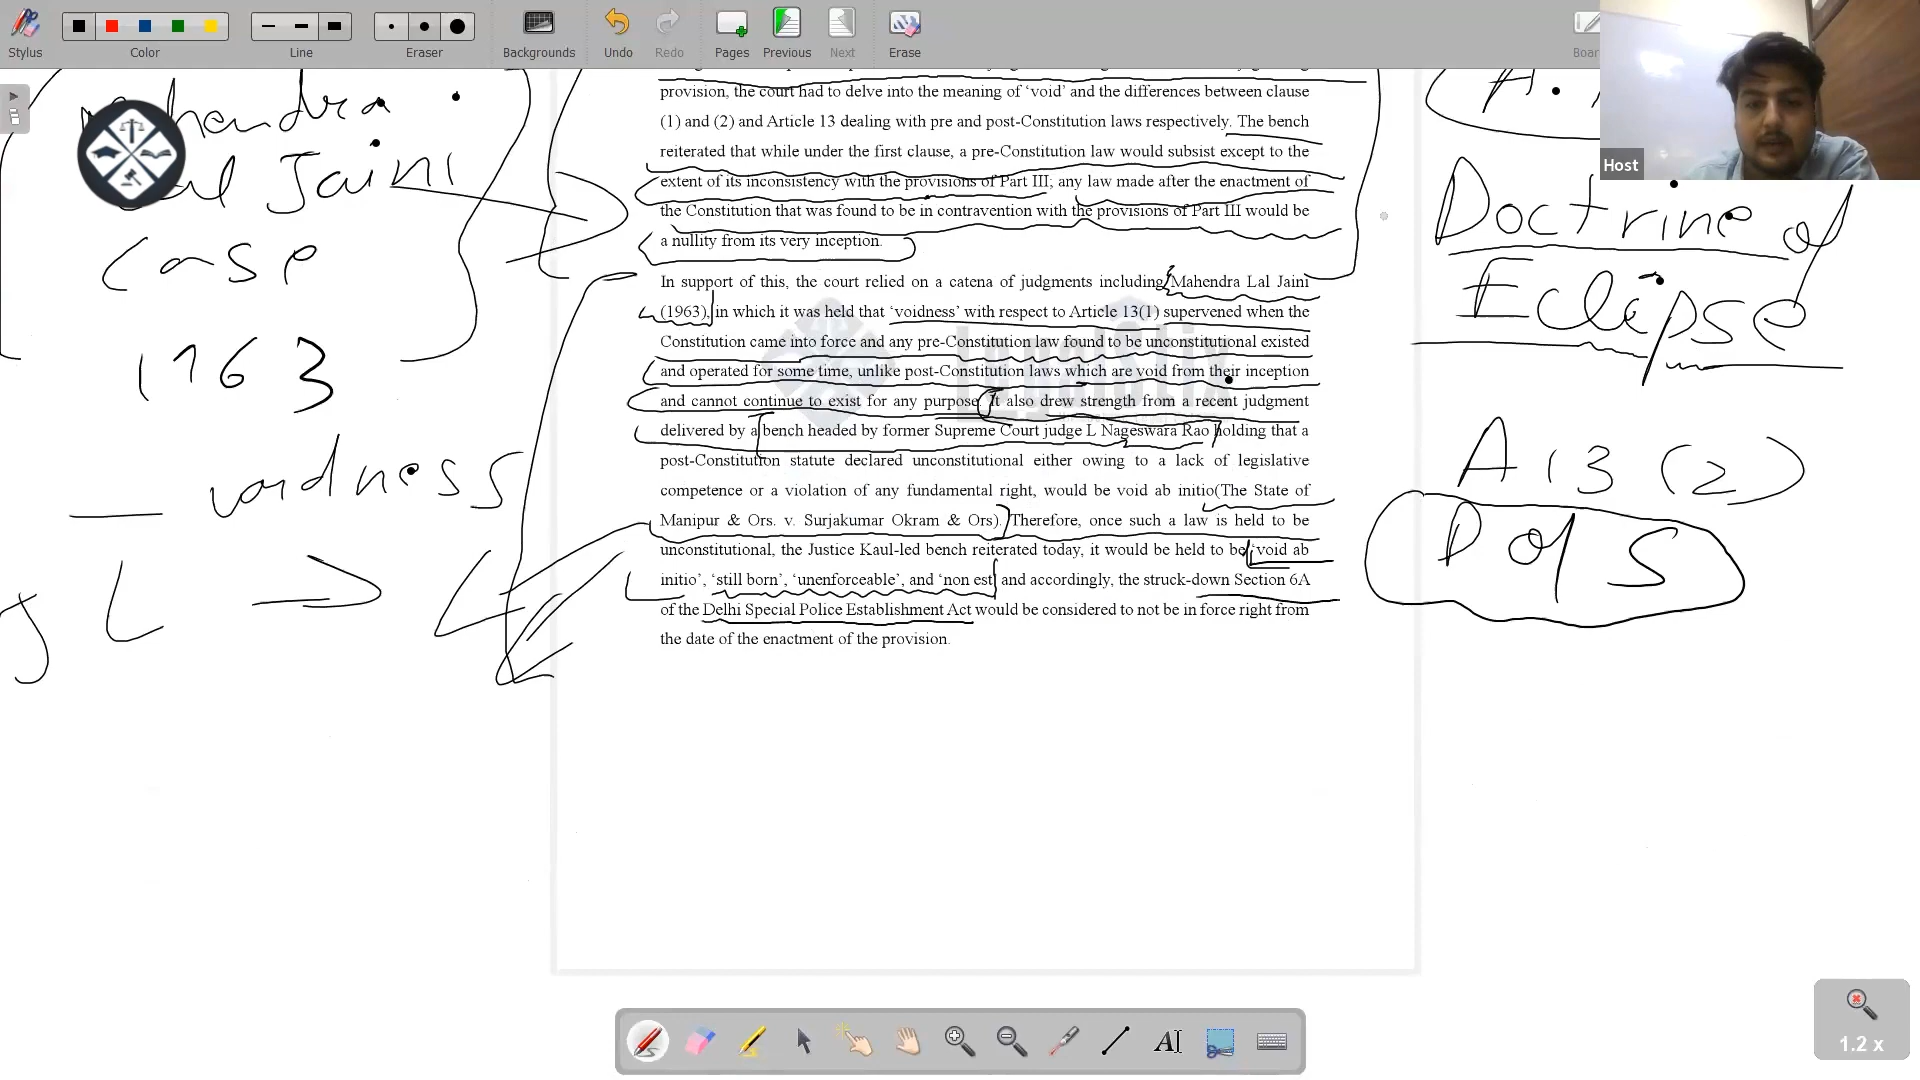 Stylus
Color
Line
Eraser
Backgrounds
Undo
Redo
Pages
Previous
Next
Erase
Host
provision, the court had to delve into the meaning of ‘void’ and the differences between clause
(1) and (2) and Article 13 dealing with pre and post-Constitution laws respectively. The bench
reiterated that while under the first clause, a pre-Constitution law would subsist except to the
extent of its inconsistency with the provisions of Part III; any law made after the enactment of
the Constitution that was found to be in contravention with the provisions of Part III would be
a nullity from its very inception.
In support of this, the court relied on a catena of judgments including Mahendra Lal Jaini
(1963), in which it was held that ‘voidness’ with respect to Article 13(1) supervened when the
Constitution came into force and any pre-Constitution law found to be unconstitutional existed
and operated for some time, unlike post-Constitution laws which are void from their inception
and cannot continue to exist for any purpose. It also drew strength from a recent judgment
delivered by a bench headed by former Supreme Court judge L Nageswara Rao holding that a
post-Constitution statute declared unconstitutional either owing to a lack of legislative
competence or a violation of any fundamental right, would be void ab initio(The State of
Manipur & Ors. v. Surjakumar Okram & Ors). Therefore, once such a law is held to be
unconstitutional, the Justice Kaul-led bench reiterated today, it would be held to be ‘void ab
initio’, ‘still born’, ‘unenforceable’, and ‘non est’ and accordingly, the struck-down Section 6A
of the Delhi Special Police Establishment Act would be considered to not be in force right from
the date of the enactment of the provision.
Jaini
case
1963
voidness
Doctrine of
Eclipse
A 13 (2)
D of S
1.2 x